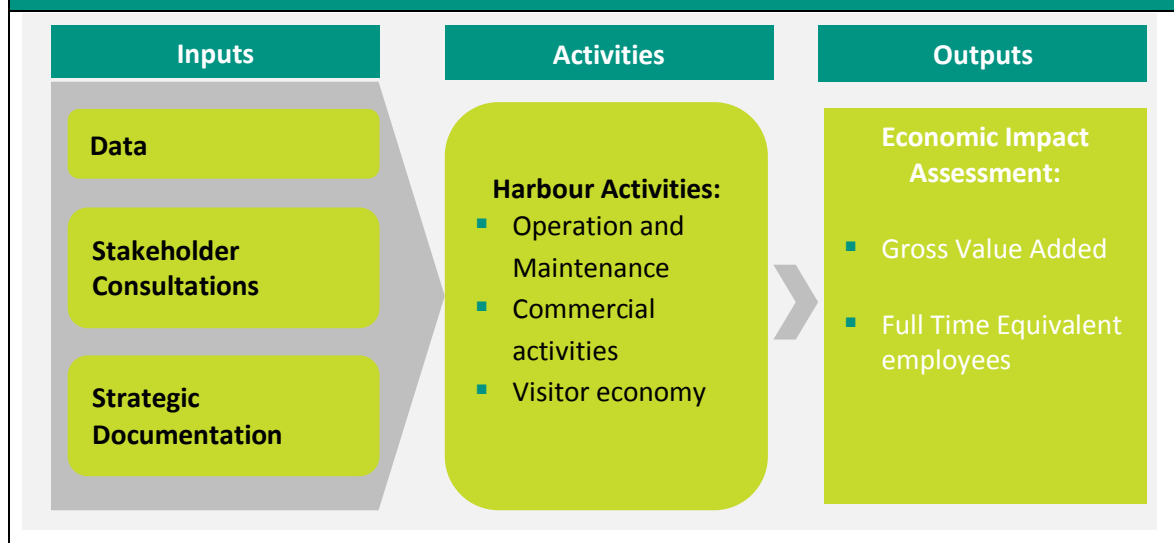 Inputs
Data
Stakeholder
Consultations
Strategic
Documentation
Activities
Harbour Activities:
▪ Operation and
Maintenance
▪ Commercial
activities
▪ Visitor economy
Outputs
Economic Impact
Assessment:
▪ Gross Value Added
▪ Full Time Equivalent
employees